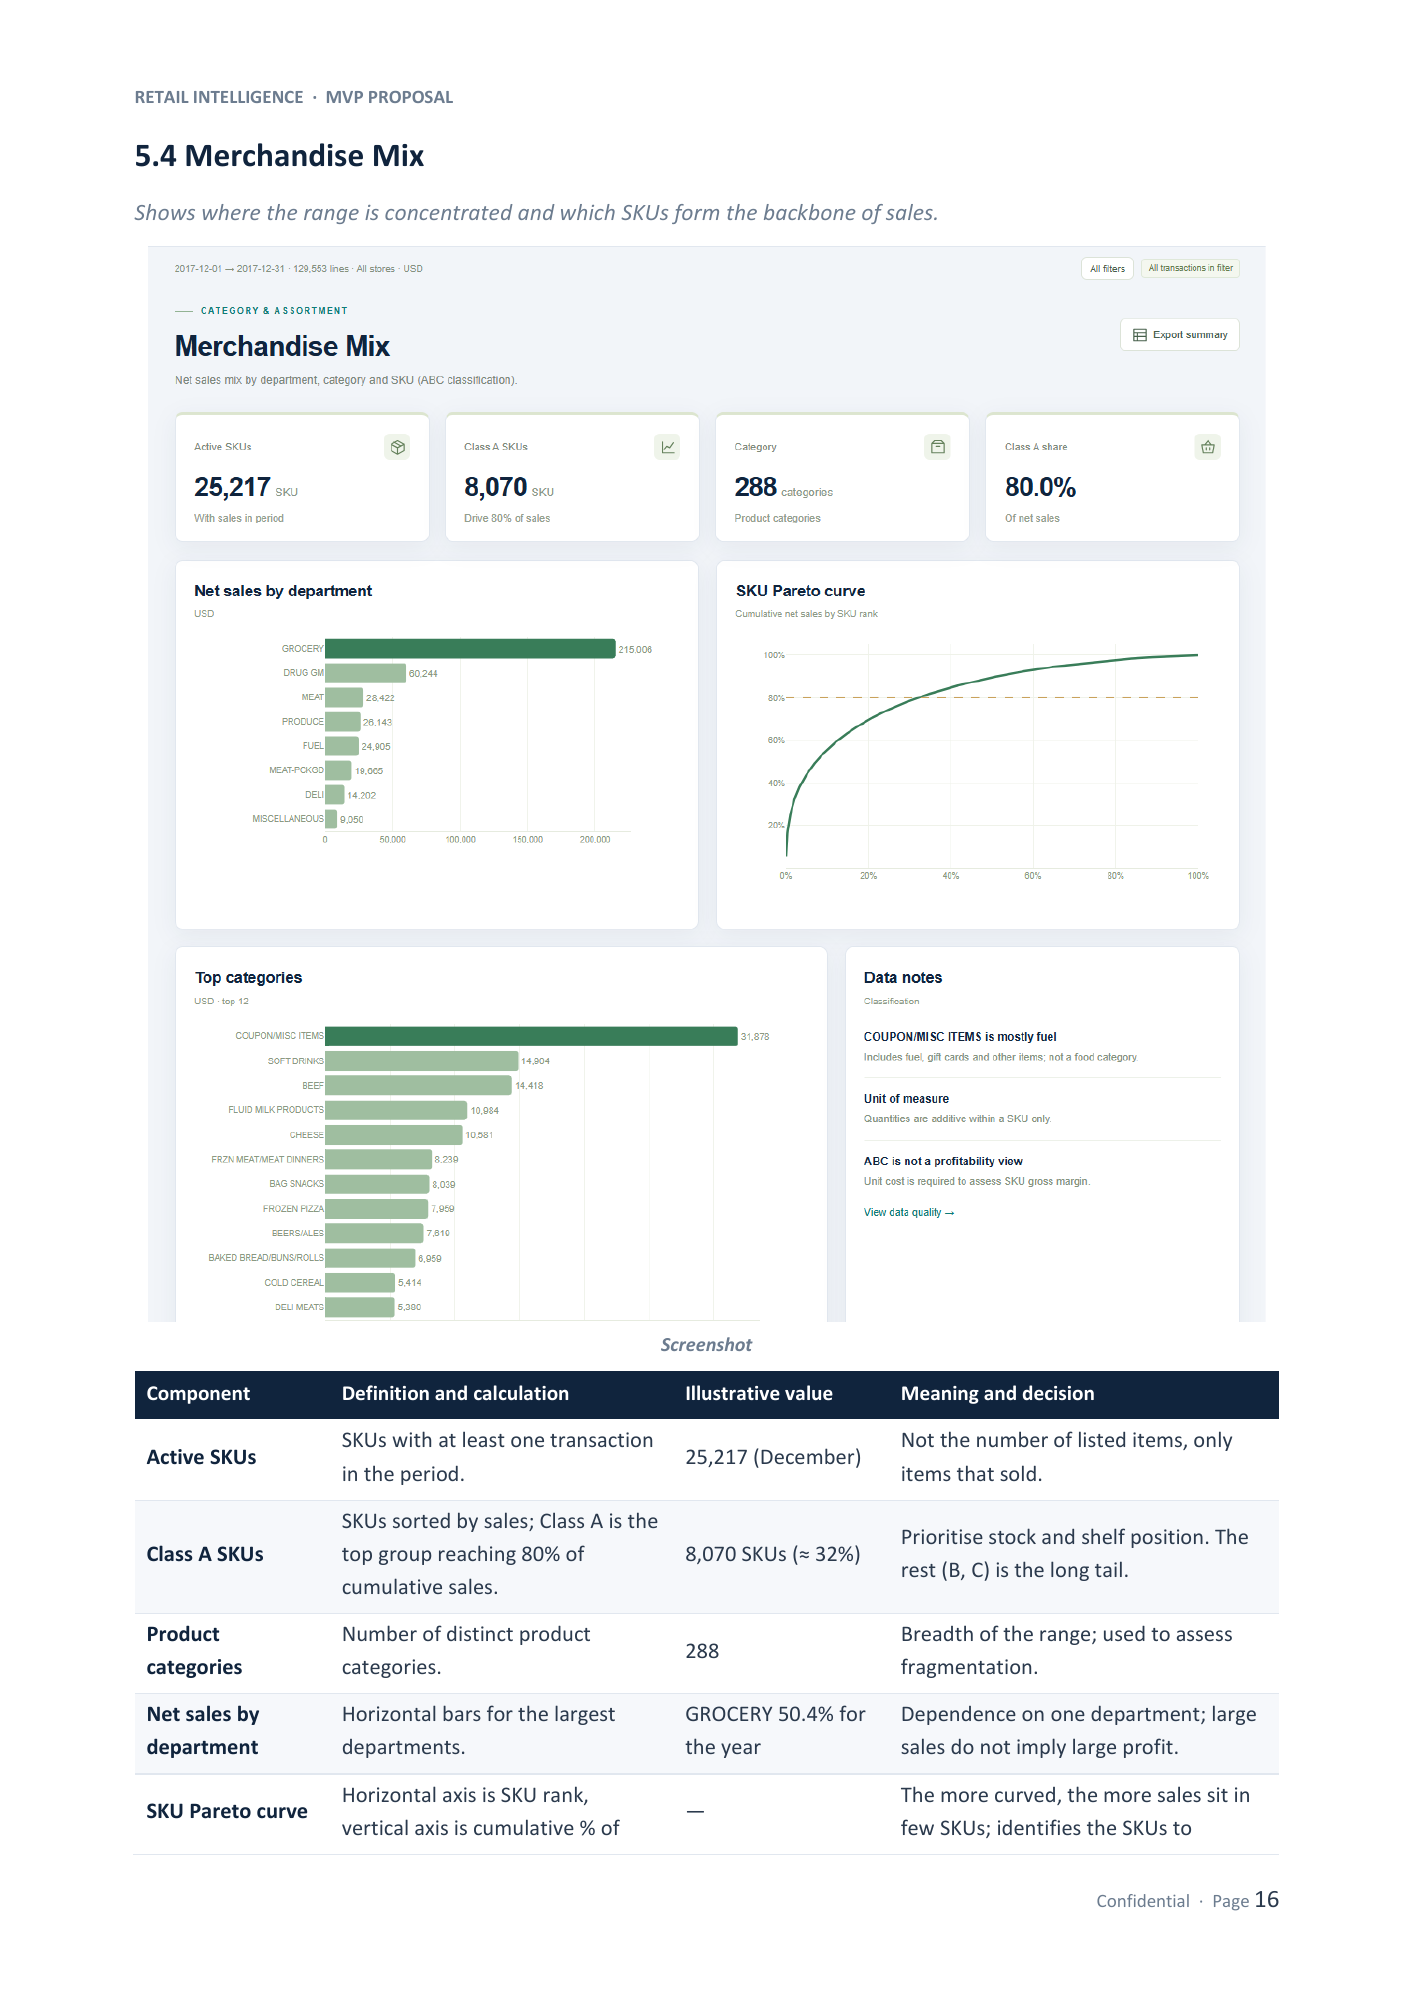 RETAIL INTELLIGENCE · MVP PROPOSAL
5.4 Merchandise Mix
Shows where the range is concentrated and which SKUs form the backbone of sales.
2017-12-01 → 2017-12-31 · 129,553 lines · All stores · USD
All filters
All transactions in filter
CATEGORY & ASSORTMENT
Merchandise Mix
Export summary
Net sales mix by department, category and SKU (ABC classification).
Active SKUs
25,217 SKU
With sales in period
Class A SKUs
8,070 SKU
Drive 80% of sales
Category
288 categories
Product categories
Class A share
80.0%
Of net sales
Net sales by department
USD
GROCERY 215,006
DRUG GM 60,244
MEAT 28,422
PRODUCE 26,143
FUEL 24,905
MEAT-PCKGD 19,665
DELI 14,202
MISCELLANEOUS 9,050
0 50,000 100,000 150,000 200,000
SKU Pareto curve
Cumulative net sales by SKU rank
100%
80%
60%
40%
20%
0% 20% 40% 60% 80% 100%
Top categories
USD · top 12
COUPON/MISC ITEMS 31,878
SOFT DRINKS 14,904
BEEF 14,418
FLUID MILK PRODUCTS 10,984
CHEESE 10,581
FRZN MEAT/MEAT DINNERS 8,239
BAG SNACKS 8,039
FROZEN PIZZA 7,959
BEERS/ALES 7,619
BAKED BREAD/BUNS/ROLLS 6,959
COLD CEREAL 5,414
DELI MEATS 5,380
Data notes
Classification
COUPON/MISC ITEMS is mostly fuel
Includes fuel, gift cards and other items; not a food category.
Unit of measure
Quantities are additive within a SKU only.
ABC is not a profitability view
Unit cost is required to assess SKU gross margin.
View data quality →
Screenshot
Component Definition and calculation Illustrative value Meaning and decision
Active SKUs
SKUs with at least one transaction
in the period.
25,217 (December)
Not the number of listed items, only
items that sold.
Class A SKUs
SKUs sorted by sales; Class A is the
top group reaching 80% of
cumulative sales.
8,070 SKUs (≈ 32%)
Prioritise stock and shelf position. The
rest (B, C) is the long tail.
Product
categories
Number of distinct product
categories.
288
Breadth of the range; used to assess
fragmentation.
Net sales by
department
Horizontal bars for the largest
departments.
GROCERY 50.4% for
the year
Dependence on one department; large
sales do not imply large profit.
SKU Pareto curve
Horizontal axis is SKU rank,
vertical axis is cumulative % of
—
The more curved, the more sales sit in
few SKUs; identifies the SKUs to
Confidential · Page 16